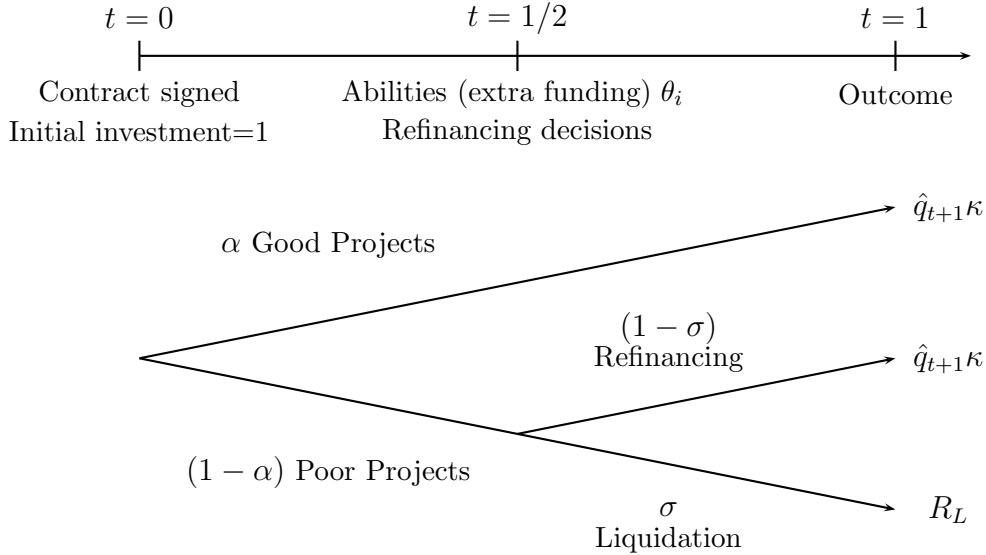 t = 0
t = 1/2
t = 1
Contract signed
Abilities (extra funding) θ_i
Outcome
Initial investment=1
Refinancing decisions
q̂_{t+1}κ
α Good Projects
(1 − σ)
Refinancing
q̂_{t+1}κ
(1 − α) Poor Projects
σ
Liquidation
R_L